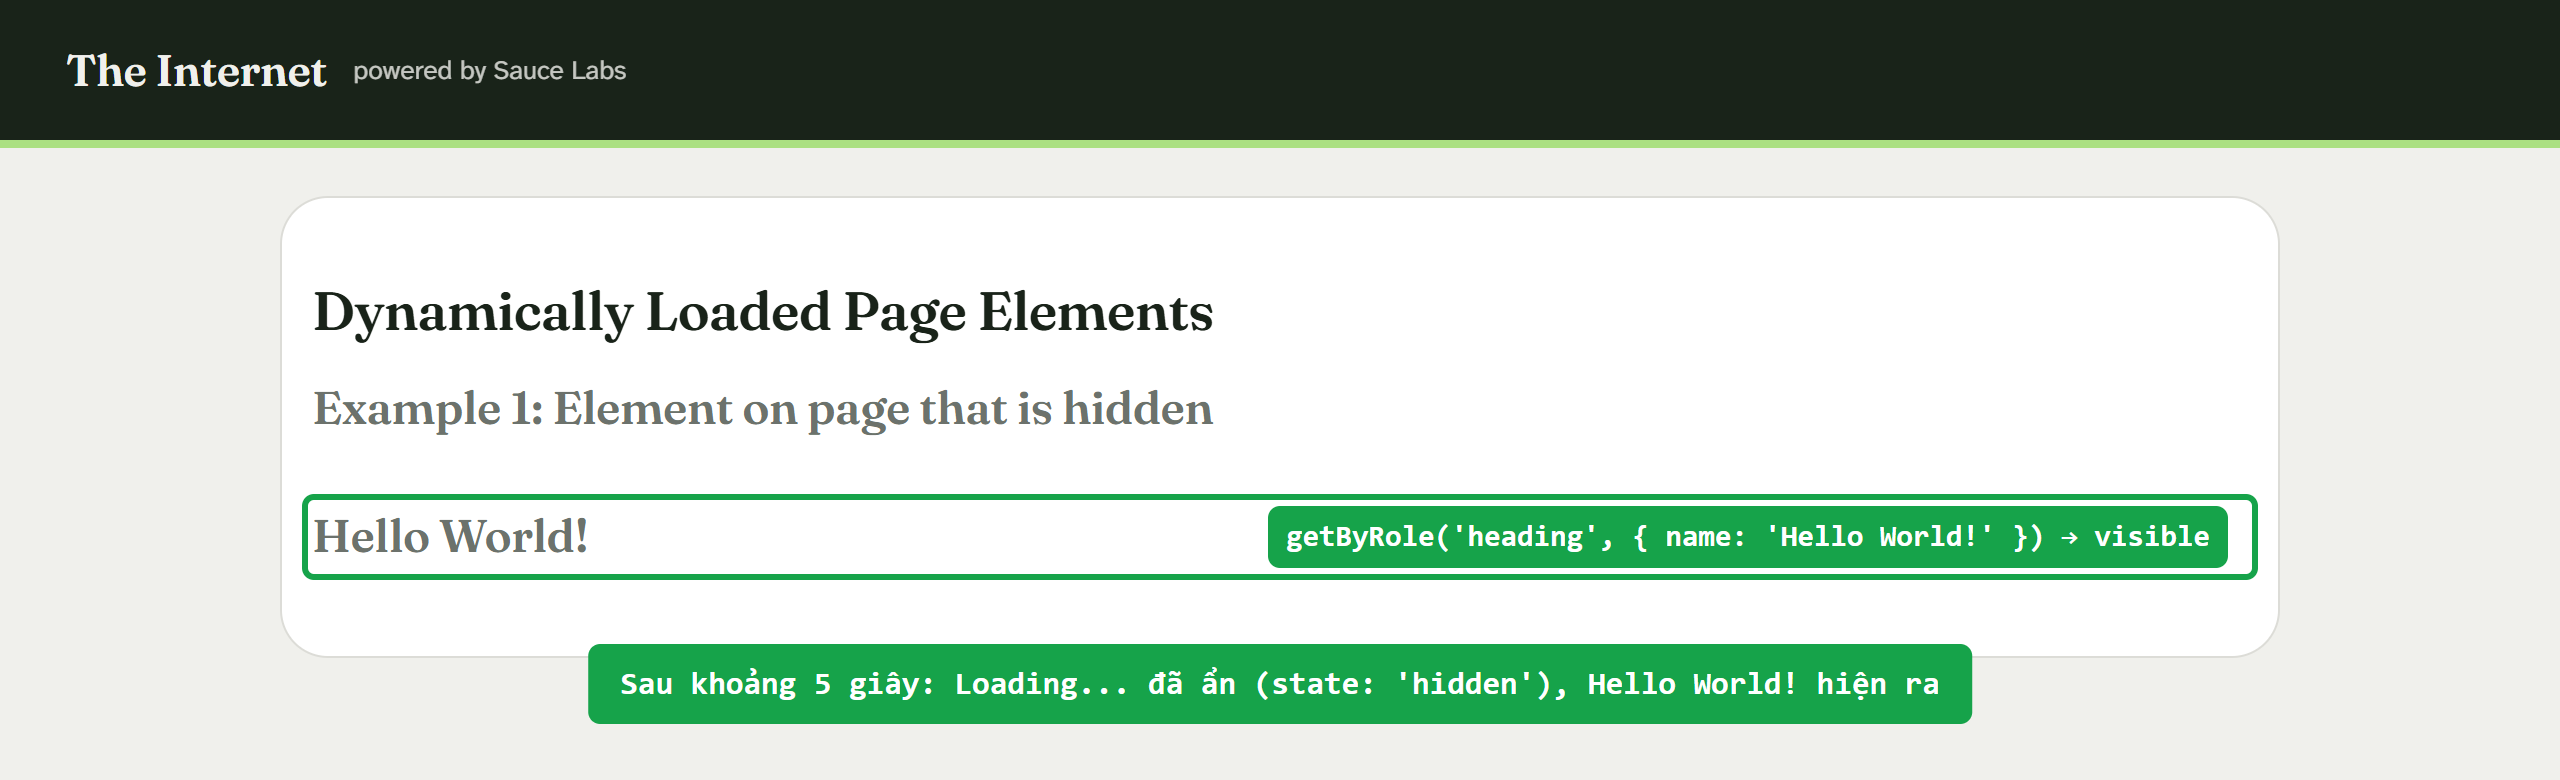 The Internet powered by Sauce Labs
Dynamically Loaded Page Elements
Example 1: Element on page that is hidden
Hello World! getByRole('heading', { name: 'Hello World!' }) → visible
Sau khoảng 5 giây: Loading... đã ẩn (state: 'hidden'), Hello World! hiện ra